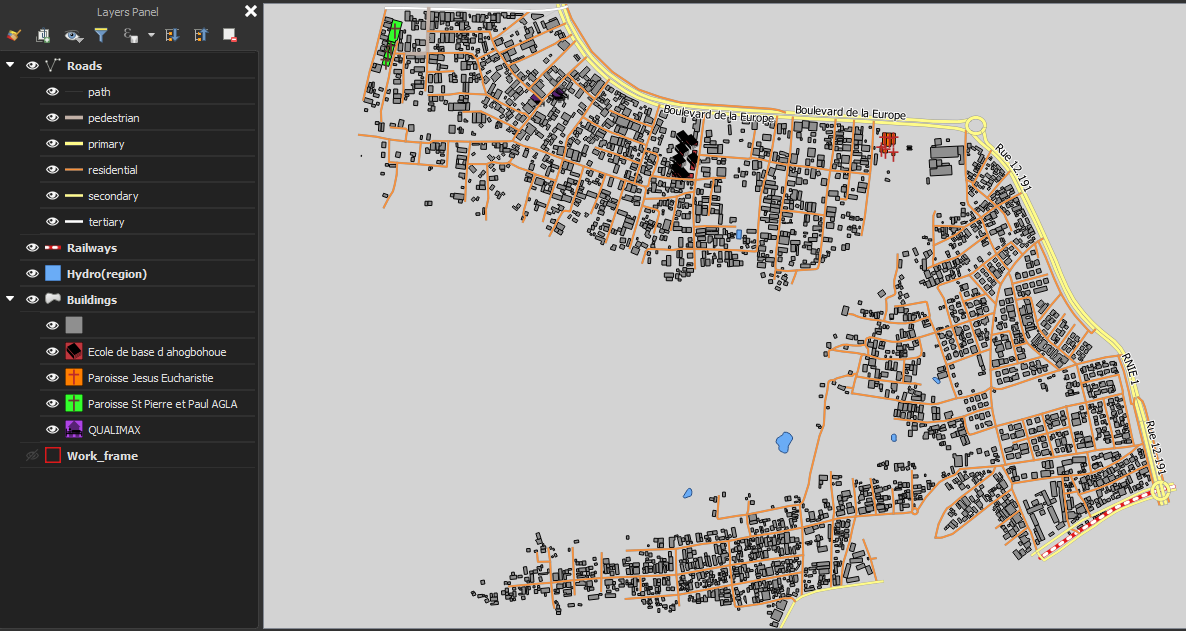 Layers Panel
Roads
path
pedestrian
primary
residential
secondary
tertiary
Railways
Hydro(region)
Buildings
Ecole de base d ahogbohoue
Paroisse Jesus Eucharistie
Paroisse St Pierre et Paul AGLA
QUALIMAX
Work_frame
Boulevard de la Europe
Boulevard de la Europe
Rue 12.191
RNIE 1
Rue 12.191